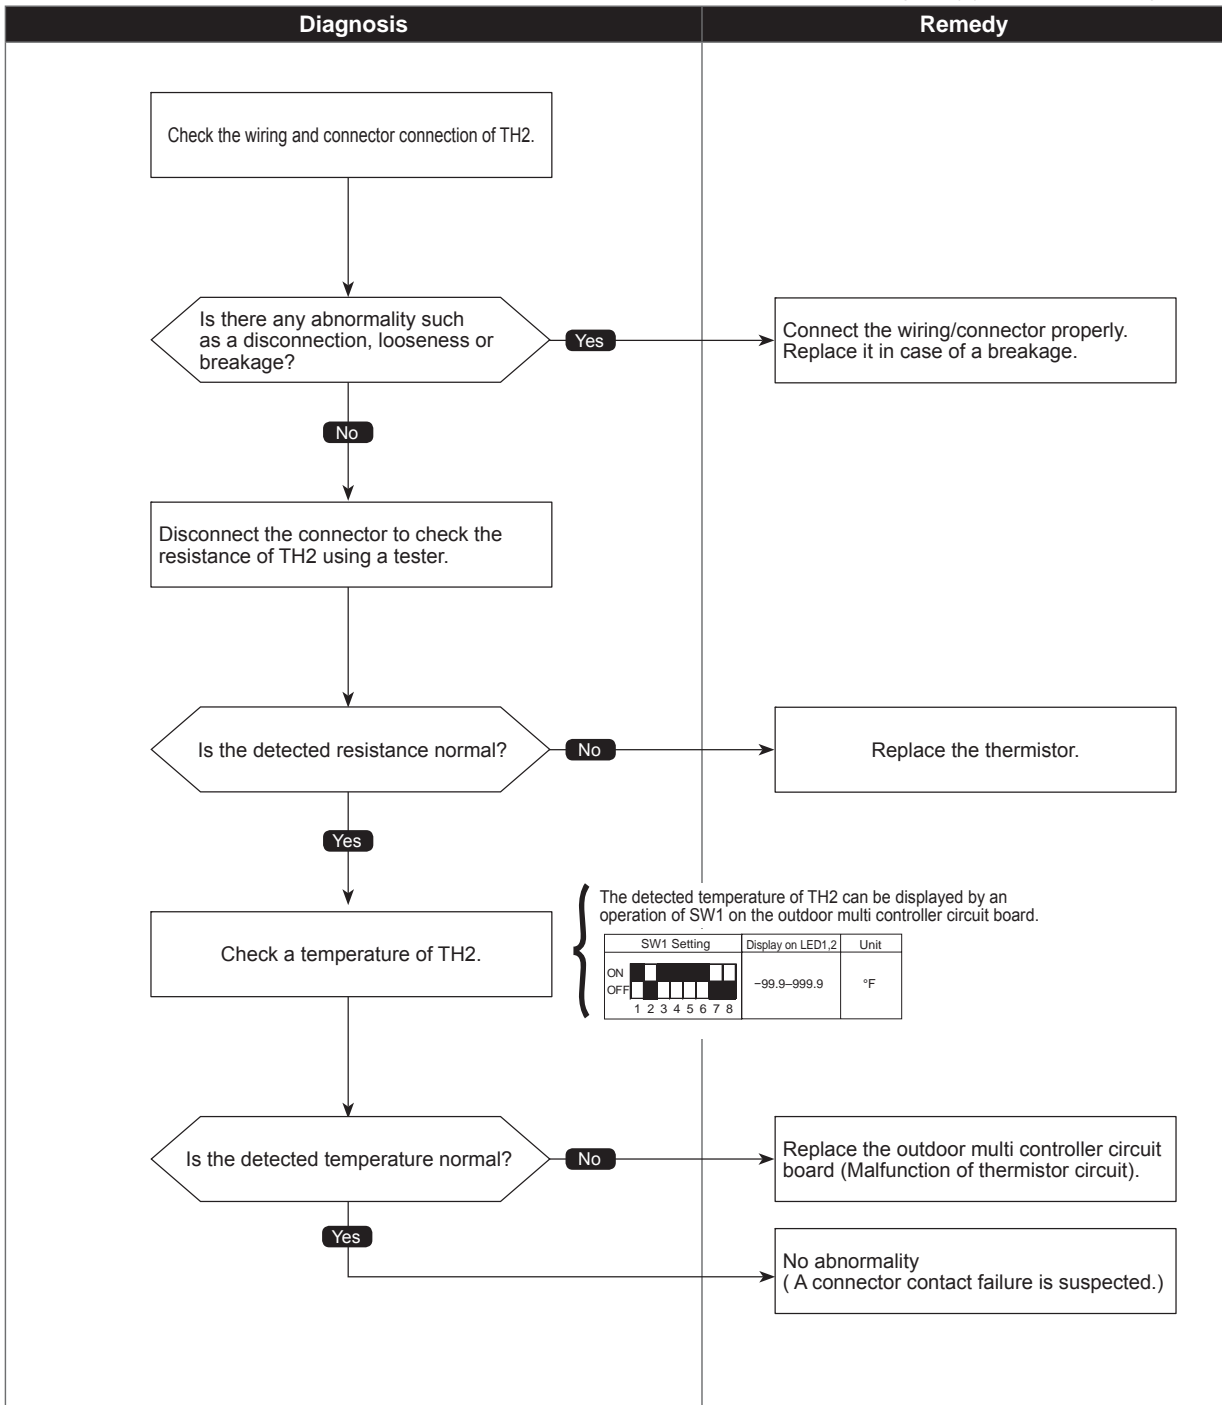 Diagnosis
Remedy
Check the wiring and connector connection of TH2.
Is there any abnormality such
as a disconnection, looseness or
breakage?
Yes
Connect the wiring/connector properly.
Replace it in case of a breakage.
No
Disconnect the connector to check the
resistance of TH2 using a tester.
Is the detected resistance normal?
No
Replace the thermistor.
Yes
Check a temperature of TH2.
The detected temperature of TH2 can be displayed by an
operation of SW1 on the outdoor multi controller circuit board.
SW1 Setting
Display on LED1,2
Unit
ON
OFF
1 2 3 4 5 6 7 8
−99.9–999.9
°F
Is the detected temperature normal?
No
Replace the outdoor multi controller circuit
board (Malfunction of thermistor circuit).
Yes
No abnormality
( A connector contact failure is suspected.)